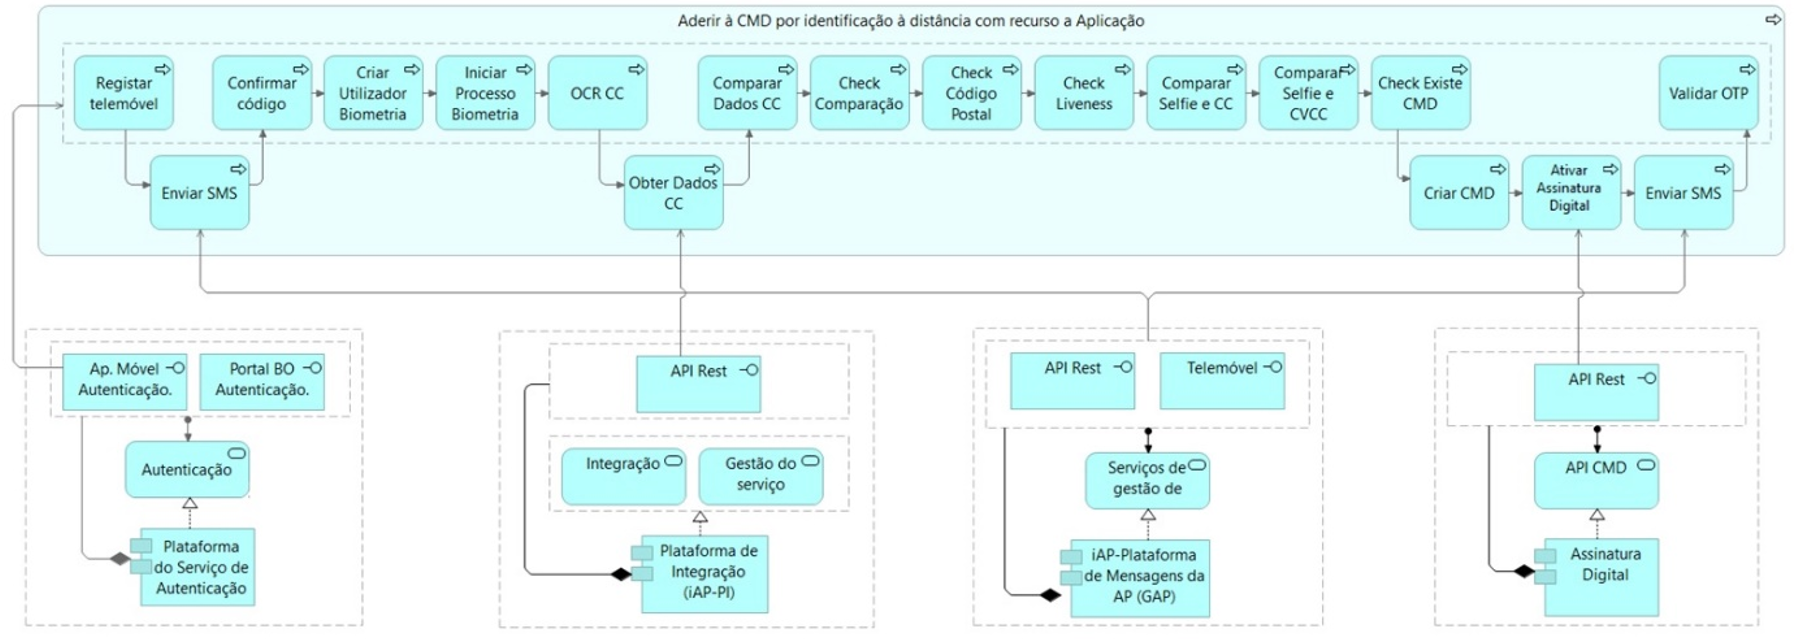 Aderir à CMD por identificação à distância com recurso a Aplicação
Registar
telemóvel
Confirmar
código
Criar
Utilizador
Biometria
Iniciar
Processo
Biometria
OCR CC
Comparar
Dados CC
Check
Comparação
Check
Código
Postal
Check
Liveness
Comparar
Selfie e CC
Comparar
Selfie e
CVCC
Check Existe
CMD
Validar OTP
Enviar SMS
Obter Dados
CC
Criar CMD
Ativar
Assinatura
Digital
Enviar SMS
Ap. Móvel
Autenticação.
Portal BO
Autenticação.
Autenticação
Plataforma
do Serviço de
Autenticação
API Rest
Integração
Gestão do
serviço
Plataforma de
Integração
(iAP-PI)
API Rest
Telemóvel
Serviços de
gestão de
iAP-Plataforma
de Mensagens da
AP (GAP)
API Rest
API CMD
Assinatura
Digital